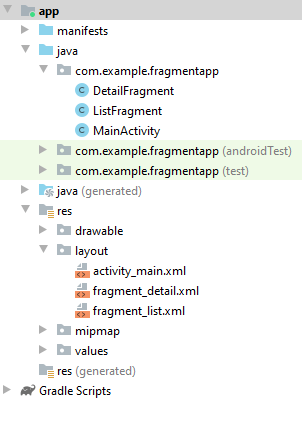 app
manifests
java
com.example.fragmentapp
DetailFragment
ListFragment
MainActivity
com.example.fragmentapp (androidTest)
com.example.fragmentapp (test)
java (generated)
res
drawable
layout
activity_main.xml
fragment_detail.xml
fragment_list.xml
mipmap
values
res (generated)
Gradle Scripts